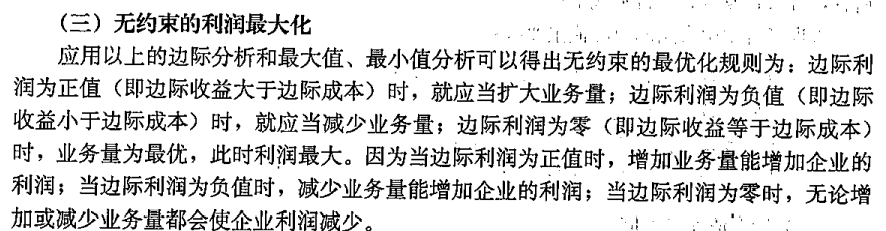 （三）无约束的利润最大化
应用以上的边际分析和最大值、最小值分析可以得出无约束的最优化规则为：边际利
润为正值（即边际收益大于边际成本）时，就应当扩大业务量；边际利润为负值（即边际
收益小于边际成本）时，就应当减少业务量；边际利润为零（即边际收益等于边际成本）
时，业务量为最优，此时利润最大。因为当边际利润为正值时，增加业务量能增加企业的
利润；当边际利润为负值时，减少业务量能增加企业的利润；当边际利润为零时，无论增
加或减少业务量都会使企业利润减少。